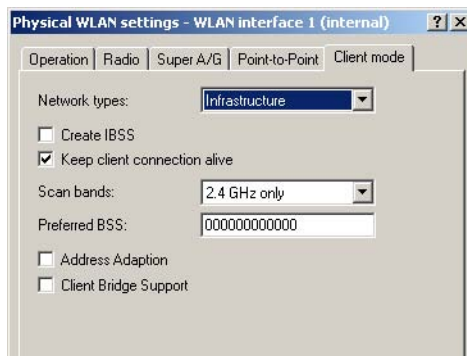 Physical WLAN settings - WLAN interface 1 (internal)
Operation Radio Super A/G Point-to-Point Client mode
Network types: Infrastructure
Create IBSS
Keep client connection alive
Scan bands: 2.4 GHz only
Preferred BSS: 000000000000
Address Adaption
Client Bridge Support